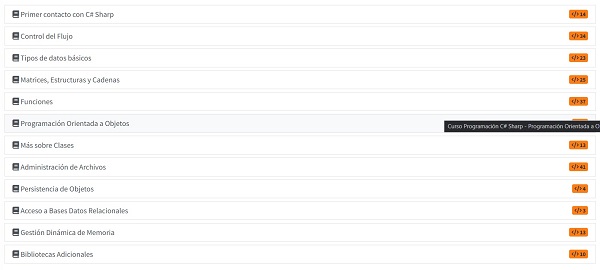 Primer contacto con C# Sharp </> 14
Control del Flujo </> 34
Tipos de datos básicos </> 23
Matrices, Estructuras y Cadenas </> 25
Funciones </> 37
Programación Orientada a Objetos
Curso Programación C# Sharp - Programación Orientada a O
Más sobre Clases </> 13
Administración de Archivos </> 41
Persistencia de Objetos </> 4
Acceso a Bases Datos Relacionales </> 3
Gestión Dinámica de Memoria </> 13
Bibliotecas Adicionales </> 10